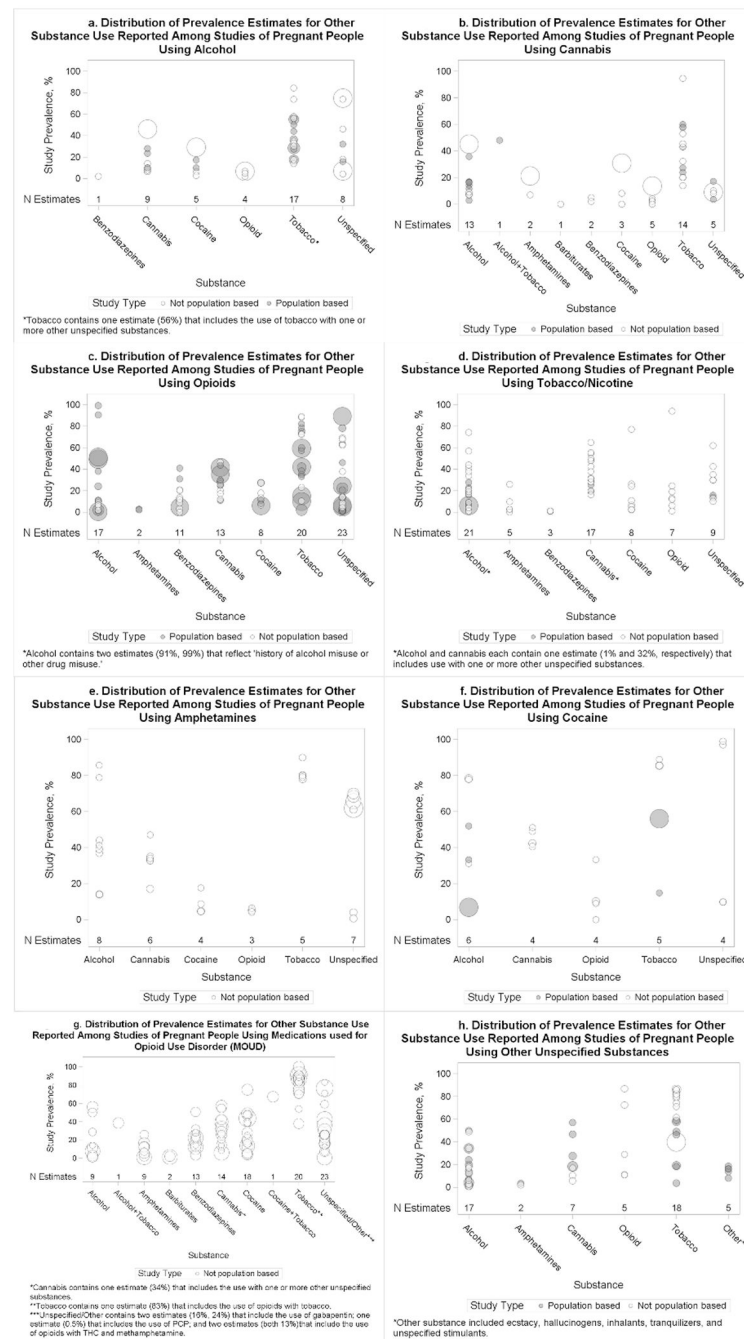 a. Distribution of Prevalence Estimates for Other
Substance Use Reported Among Studies of Pregnant People
Using Alcohol
Study Prevalence, %
100
80
60
40
20
0
N Estimates
1
9
5
4
17
8
Benzodiazepines
Cannabis
Cocaine
Opioid
Tobacco*
Unspecified
Substance
Study Type
Not population based
Population based
*Tobacco contains one estimate (56%) that includes the use of tobacco with one or
more other unspecified substances.
b. Distribution of Prevalence Estimates for Other
Substance Use Reported Among Studies of Pregnant People
Using Cannabis
Study Prevalence, %
100
80
60
40
20
0
N Estimates
13
1
2
1
2
3
5
14
5
Alcohol
Alcohol+Tobacco
Amphetamines
Barbiturates
Benzodiazepines
Cocaine
Opioid
Tobacco
Unspecified
Substance
Study Type
Population based
Not population based
c. Distribution of Prevalence Estimates for Other
Substance Use Reported Among Studies of Pregnant People
Using Opioids
Study Prevalence, %
100
80
60
40
20
0
N Estimates
17
2
11
13
8
20
23
Alcohol
Amphetamines
Benzodiazepines
Cannabis
Cocaine
Tobacco
Unspecified
Substance
Study Type
Population based
Not population based
*Alcohol contains two estimates (91%, 99%) that reflect 'history of alcohol misuse or
other drug misuse.'
d. Distribution of Prevalence Estimates for Other
Substance Use Reported Among Studies of Pregnant People
Using Tobacco/Nicotine
Study Prevalence, %
100
80
60
40
20
0
N Estimates
21
5
3
17
8
7
9
Alcohol*
Amphetamines
Benzodiazepines
Cannabis*
Cocaine
Opioid
Unspecified
Substance
Study Type
Population based
Not population based
*Alcohol and cannabis each contain one estimate (1% and 32%, respectively) that
includes use with one or more other unspecified substances.
e. Distribution of Prevalence Estimates for Other
Substance Use Reported Among Studies of Pregnant People
Using Amphetamines
Study Prevalence, %
100
80
60
40
20
0
N Estimates
8
6
4
3
5
7
Alcohol
Cannabis
Cocaine
Opioid
Tobacco
Unspecified
Substance
Study Type
Not population based
f. Distribution of Prevalence Estimates for Other
Substance Use Reported Among Studies of Pregnant People
Using Cocaine
Study Prevalence, %
100
80
60
40
20
0
N Estimates
6
4
4
5
4
Alcohol
Cannabis
Opioid
Tobacco
Unspecified
Substance
Study Type
Population based
Not population based
g. Distribution of Prevalence Estimates for Other Substance Use
Reported Among Studies of Pregnant People Using Medications used for
Opioid Use Disorder (MOUD)
Study Prevalence, %
100
80
60
40
20
0
N Estimates
9
1
9
2
13
14
18
1
20
23
Alcohol
Alcohol+Tobacco
Amphetamines
Barbiturates
Benzodiazepines
Cannabis*
Cocaine
Cocaine+Tobacco
Tobacco**
Unspecified/Other***
Substance
Study Type
Not population based
*Cannabis contains one estimate (34%) that includes the use with one or more other unspecified
substances.
**Tobacco contains one estimate (83%) that includes the use of opioids with tobacco.
***Unspecified/Other contains two estimates (16%, 24%) that include the use of gabapentin; one
estimate (0.5%) that includes the use of PCP; and two estimates (both 13%)that include the use
of opioids with THC and methamphetamine.
h. Distribution of Prevalence Estimates for Other
Substance Use Reported Among Studies of Pregnant People
Using Other Unspecified Substances
Study Prevalence, %
100
80
60
40
20
0
N Estimates
17
2
7
5
18
5
Alcohol
Amphetamines
Cannabis
Opioid
Tobacco
Other*
Substance
Study Type
Population based
Not population based
*Other substance included ecstacy, hallucinogens, inhalants, tranquilizers, and
unspecified stimulants.